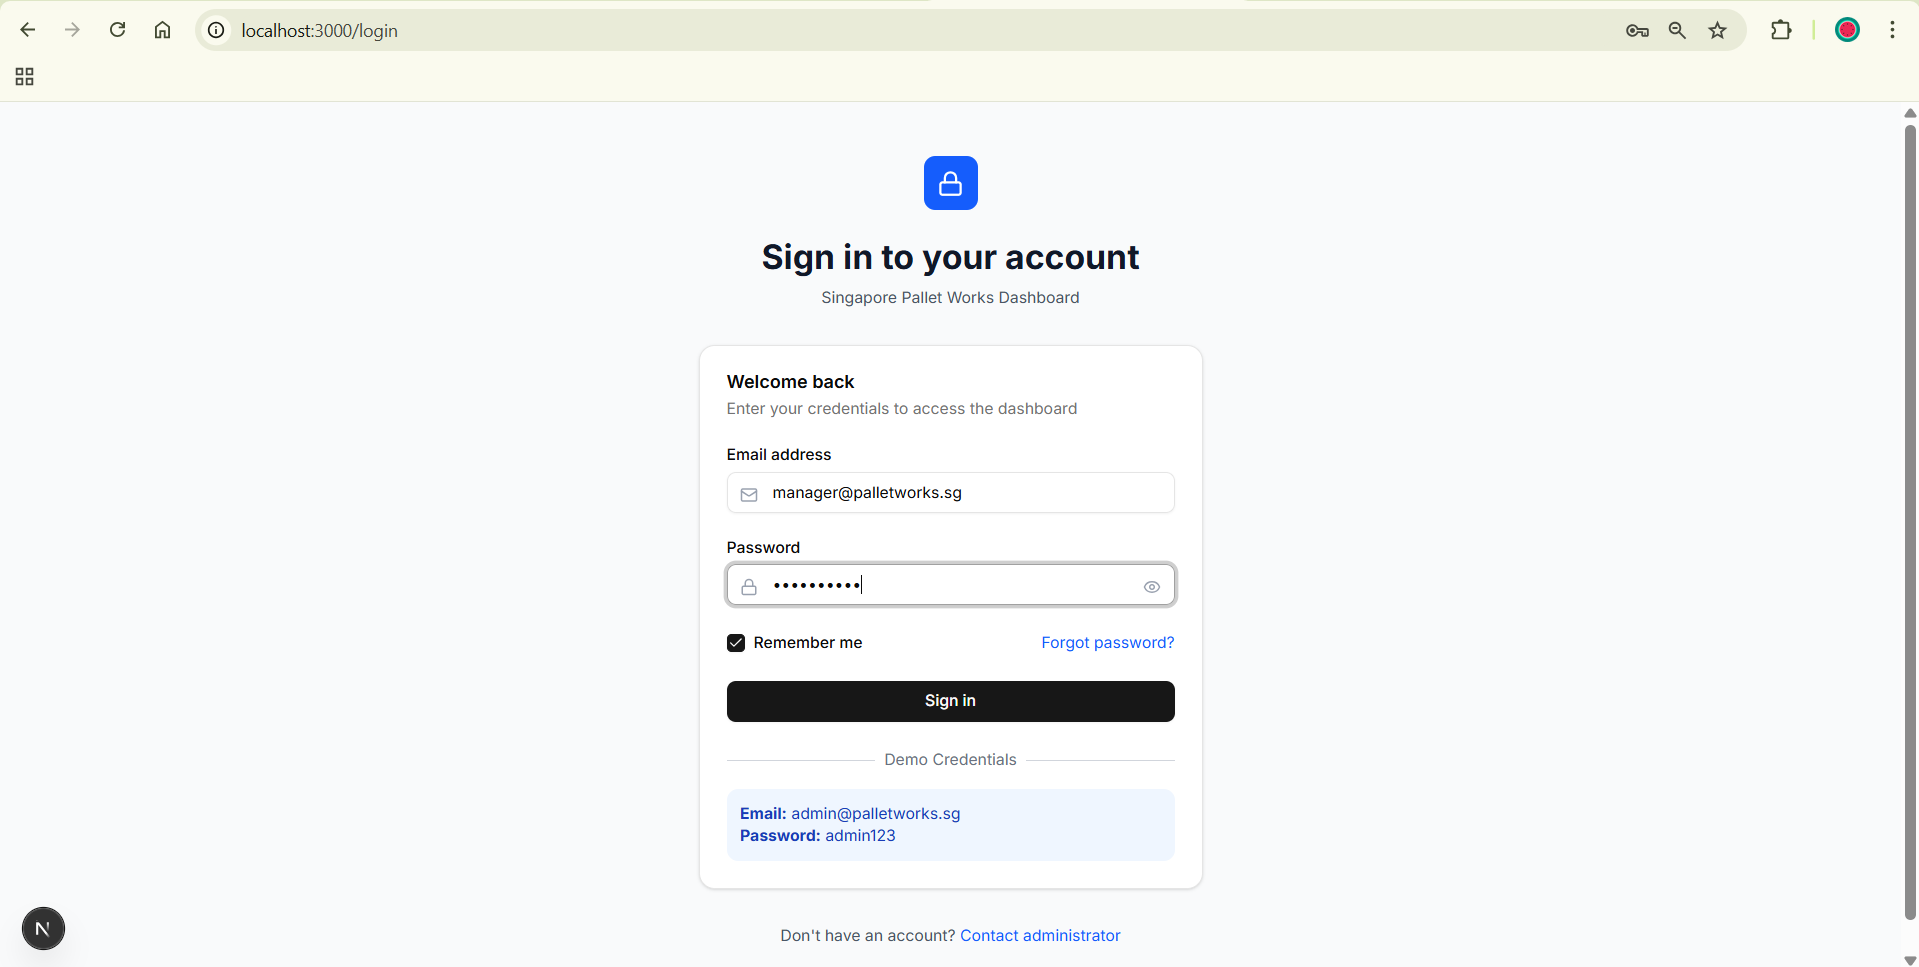 localhost:3000/login
Sign in to your account
Singapore Pallet Works Dashboard
Welcome back
Enter your credentials to access the dashboard
Email address
manager@palletworks.sg
Password
••••••••••
Remember me
Forgot password?
Sign in
Demo Credentials
Email: admin@palletworks.sg
Password: admin123
N
Don't have an account? Contact administrator